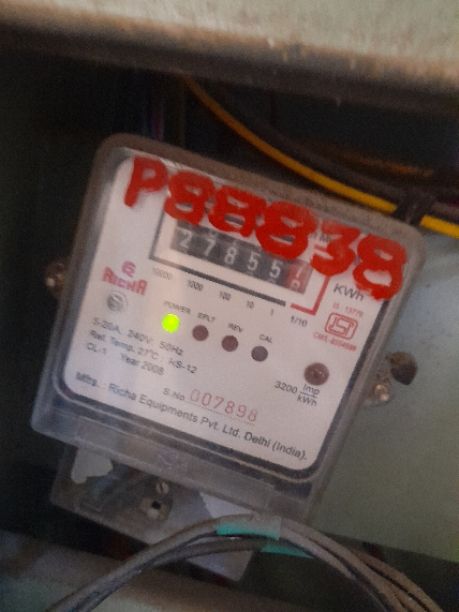 P88838
27855
KWh
RICHA
10000 1000 100 10 1 1/10
POWER EPLT REV CAL
5-20A, 240V~ 50Hz
Ref. Temp. 27°C
CL-1 Year 2008
3200 imp/kWh
S.No. 007898
Mfrs. : Richa Equipments Pvt. Ltd. Delhi (India).